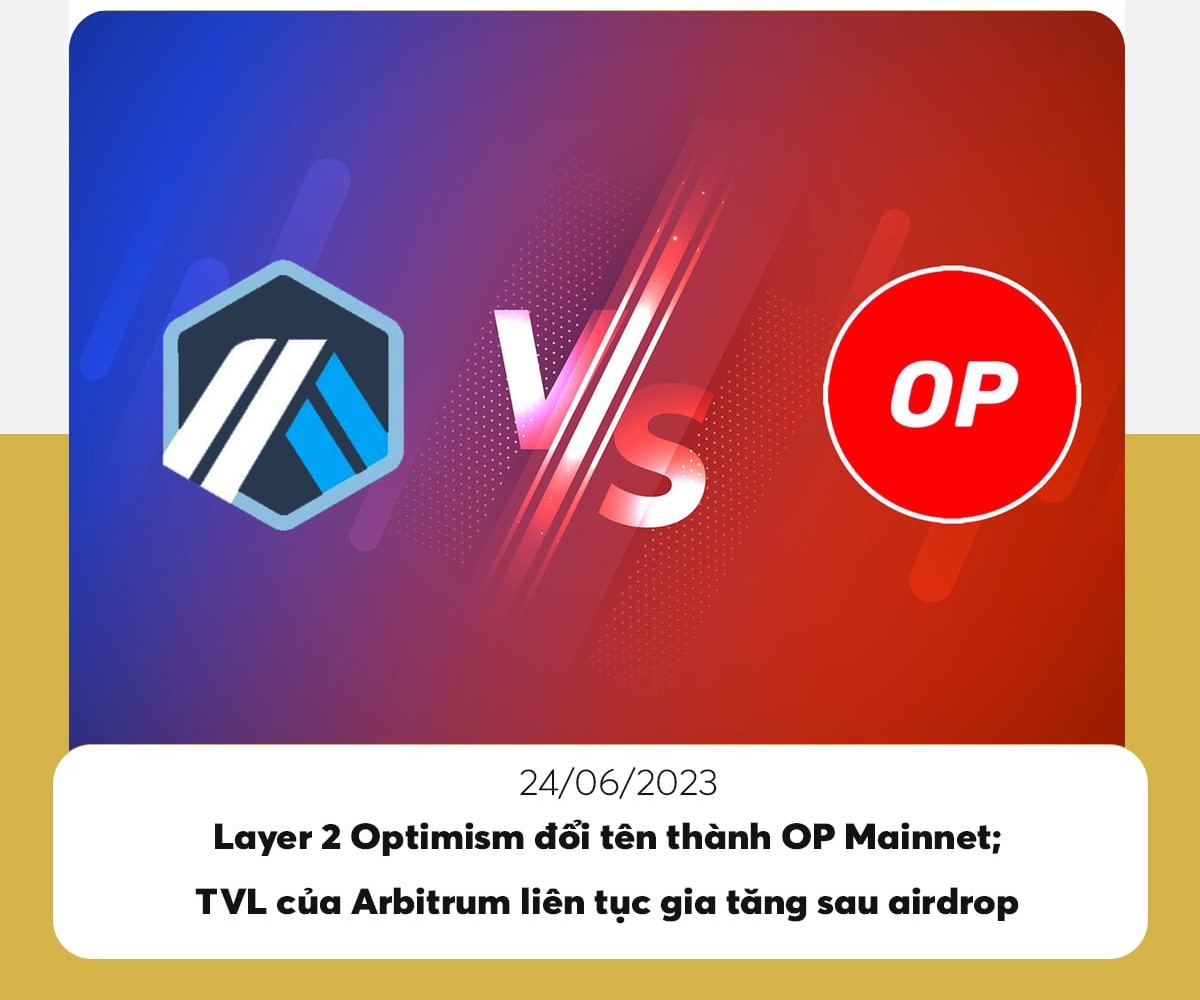 VS
OP
24/06/2023
Layer 2 Optimism đổi tên thành OP Mainnet;
TVL của Arbitrum liên tục gia tăng sau airdrop